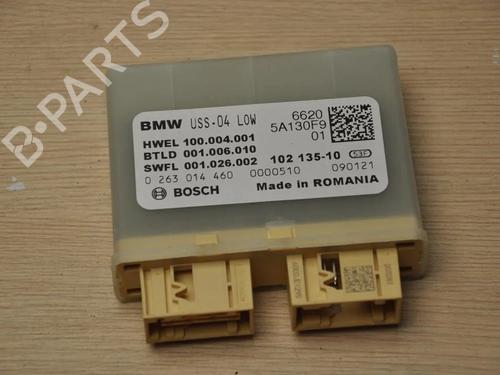 BMW USS-04 LOW 6620
5A130F9
01
HWEL 100.004.001
BTLD 001.006.010
SWFL 001.026.002 102 135-10
0 263 014 460 0000510 090121
BOSCH Made in ROMANIA
B-PARTS